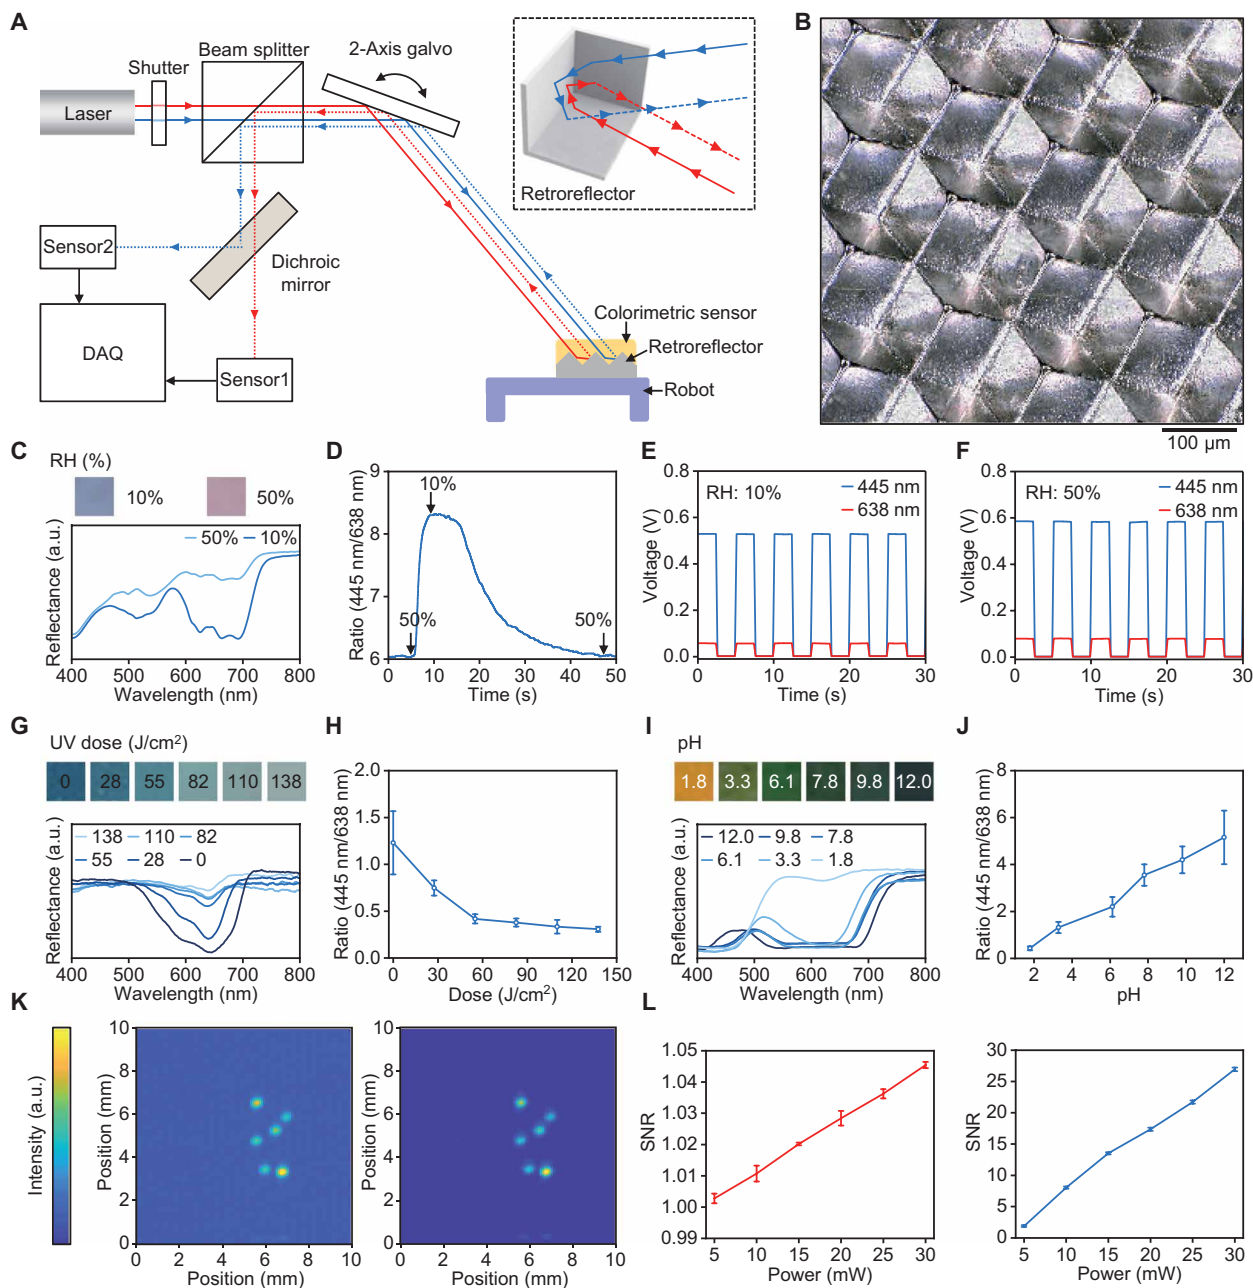 A
Beam splitter
2-Axis galvo
Shutter
Laser
Retroreflector
Sensor2
Dichroic
mirror
DAQ
Sensor1
Colorimetric sensor
Retroreflector
Robot
B
100 µm
C
RH (%)
10%
50%
50% 10%
Reflectance (a.u.)
400 500 600 700 800
Wavelength (nm)
D
Ratio (445 nm/638 nm)
9
8
7
6
10%
50%
50%
0 10 20 30 40 50
Time (s)
E
Voltage (V)
0.8
0.6
0.4
0.2
0.0
RH: 10%
445 nm
638 nm
0 10 20 30
Time (s)
F
Voltage (V)
0.8
0.6
0.4
0.2
0.0
RH: 50%
445 nm
638 nm
0 10 20 30
Time (s)
G
UV dose (J/cm²)
0 28 55 82 110 138
138 110 82
55 28 0
Reflectance (a.u.)
400 500 600 700 800
Wavelength (nm)
H
Ratio (445 nm/638 nm)
2.0
1.5
1.0
0.5
0.0
0 30 60 90 120 150
Dose (J/cm²)
I
pH
1.8 3.3 6.1 7.8 9.8 12.0
12.0 9.8 7.8
6.1 3.3 1.8
Reflectance (a.u.)
400 500 600 700 800
Wavelength (nm)
J
Ratio (445 nm/638 nm)
8
6
4
2
0
2 4 6 8 10 12
pH
K
Intensity (a.u.)
Position (mm)
10
8
6
4
2
0
0 2 4 6 8 10
Position (mm)
Position (mm)
10
8
6
4
2
0
0 2 4 6 8 10
Position (mm)
L
SNR
1.05
1.04
1.03
1.02
1.01
1.00
0.99
5 10 15 20 25 30
Power (mW)
SNR
30
25
20
15
10
5
0
5 10 15 20 25 30
Power (mW)